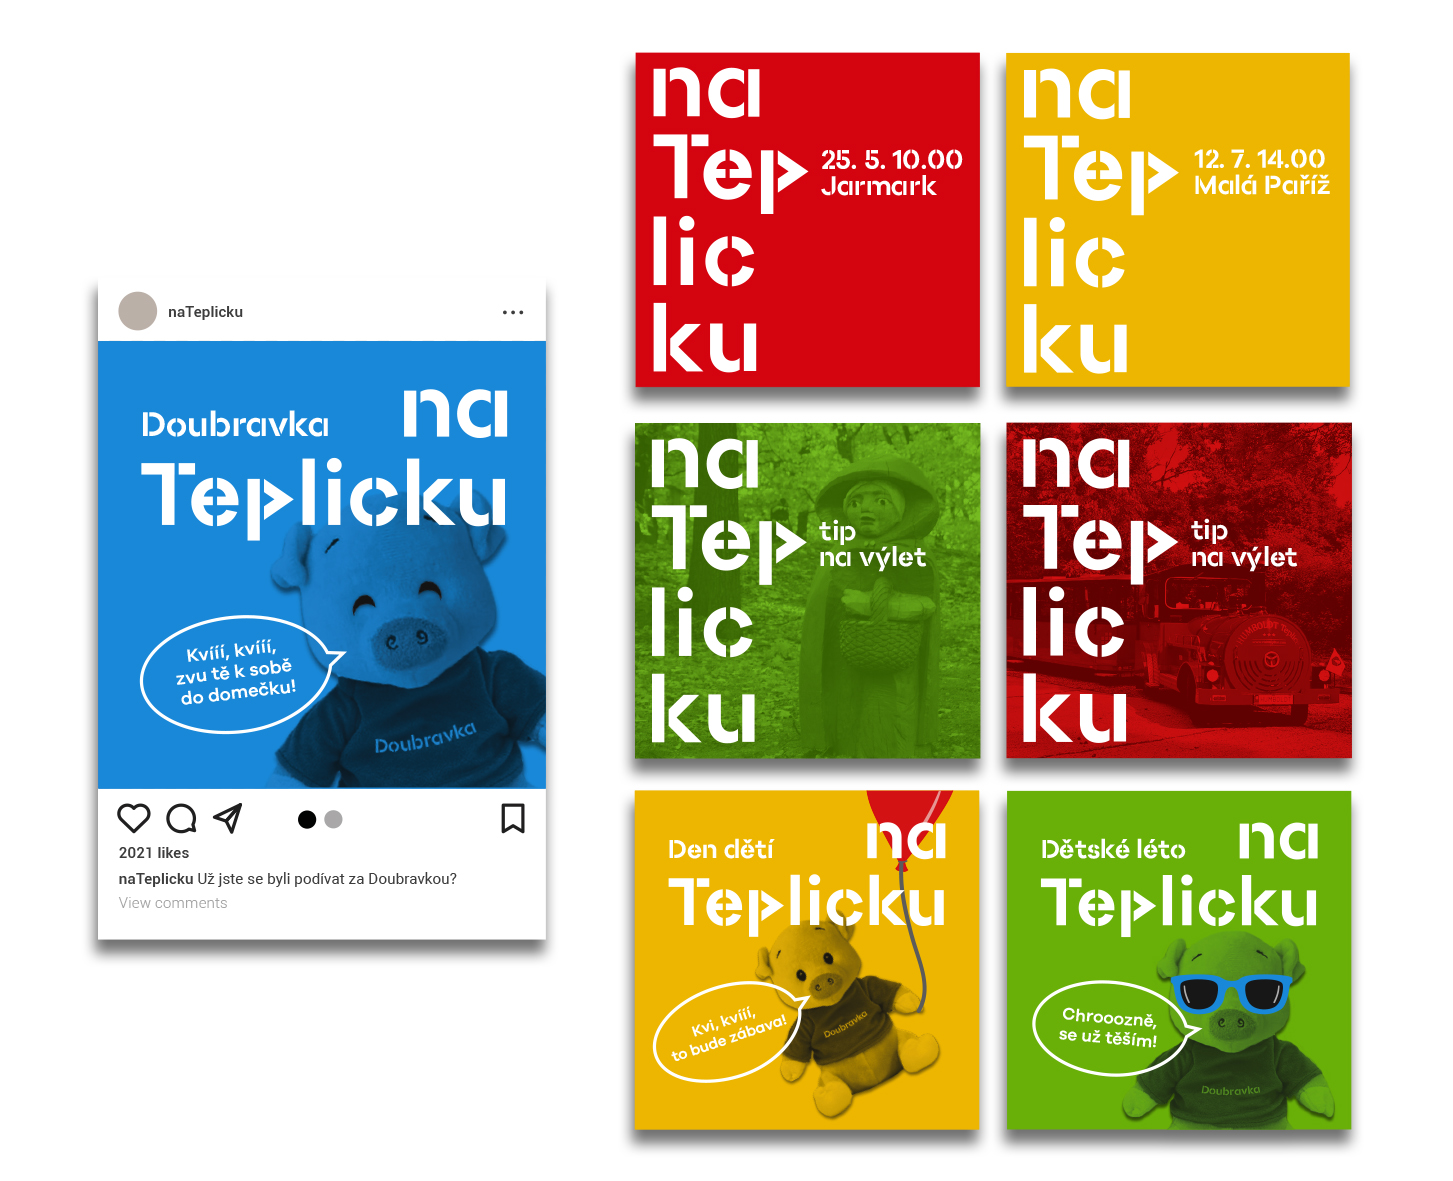 naTeplicku
Doubravka
na
Teplicku
Kvííí, kvííí,
zvu tě k sobě
do domečku!
Doubravka
2021 likes
naTeplicku Už jste se byli podívat za Doubravkou?
View comments
na
Tep
lic
ku
25. 5. 10.00
Jarmark
na
Tep
lic
ku
12. 7. 14.00
Malá Paříž
na
Tep
lic
ku
tip
na výlet
na
Tep
lic
ku
tip
na výlet
Den dětí
na
Teplicku
Kvi, kvííí,
to bude zábava!
Doubravka
Dětské léto
na
Teplicku
Chrooozně,
se už těším!
Doubravka